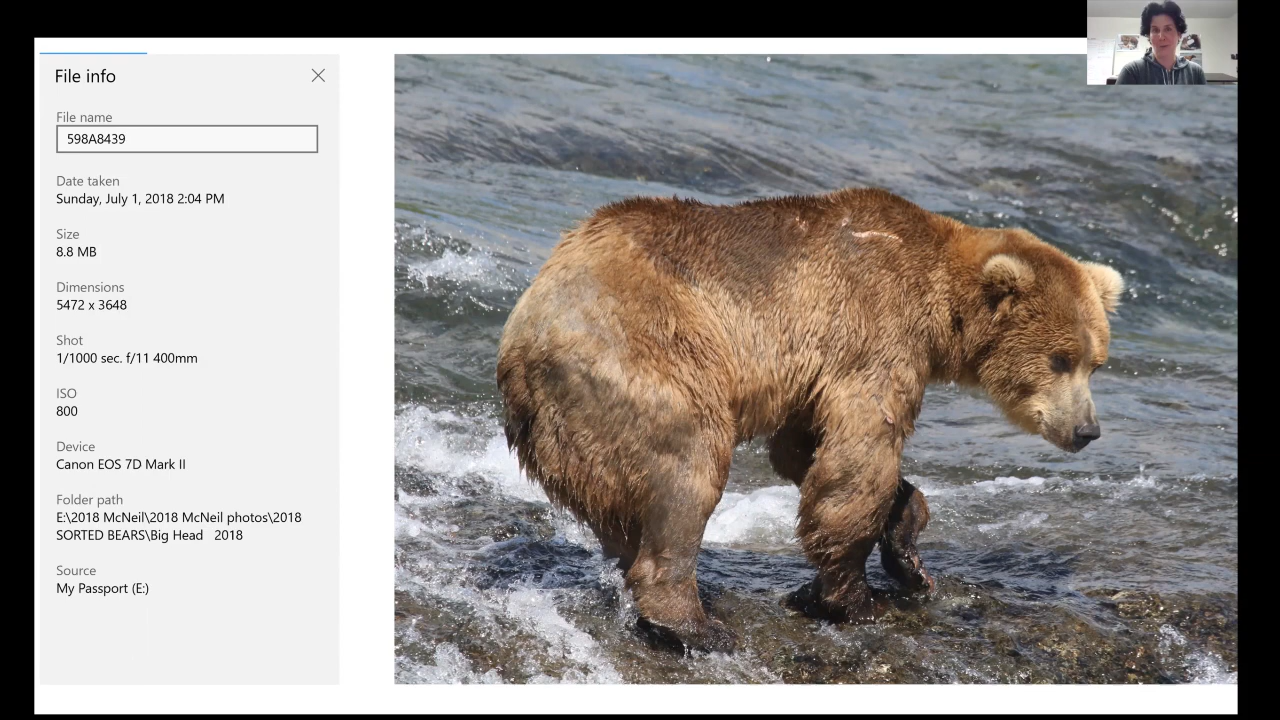 File info
File name
598A8439
Date taken
Sunday, July 1, 2018 2:04 PM
Size
8.8 MB
Dimensions
5472 x 3648
Shot
1/1000 sec. f/11 400mm
ISO
800
Device
Canon EOS 7D Mark II
Folder path
E:\2018 McNeil\2018 McNeil photos\2018
SORTED BEARS\Big Head   2018
Source
My Passport (E:)